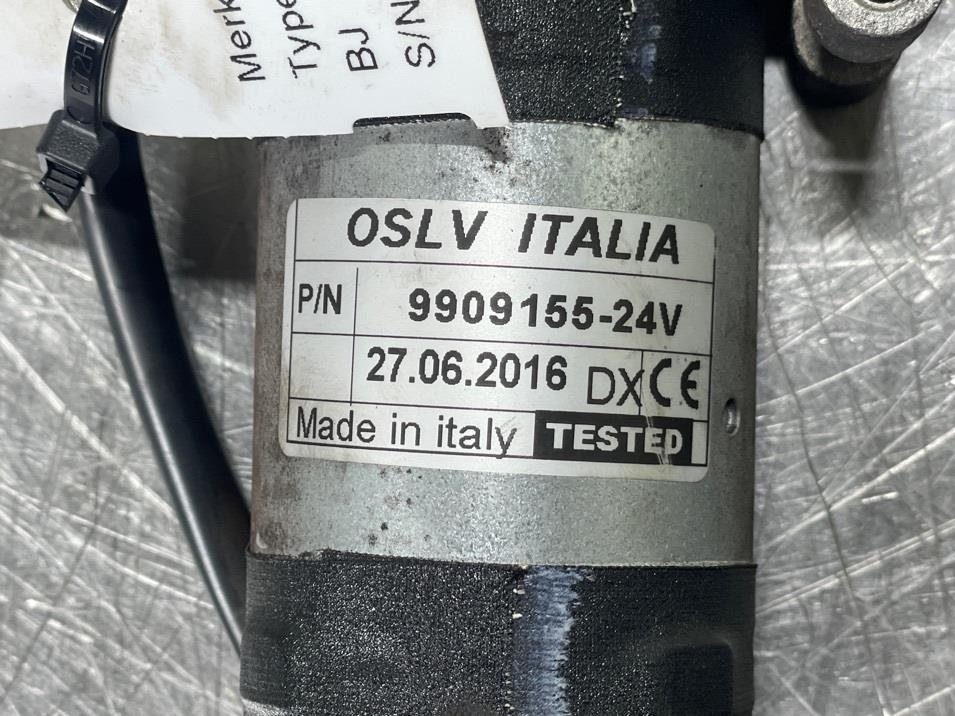 Merk
Type
BJ
S/N
OSLV ITALIA
P/N 9909155-24V
27.06.2016 DX CE
Made in italy TESTED